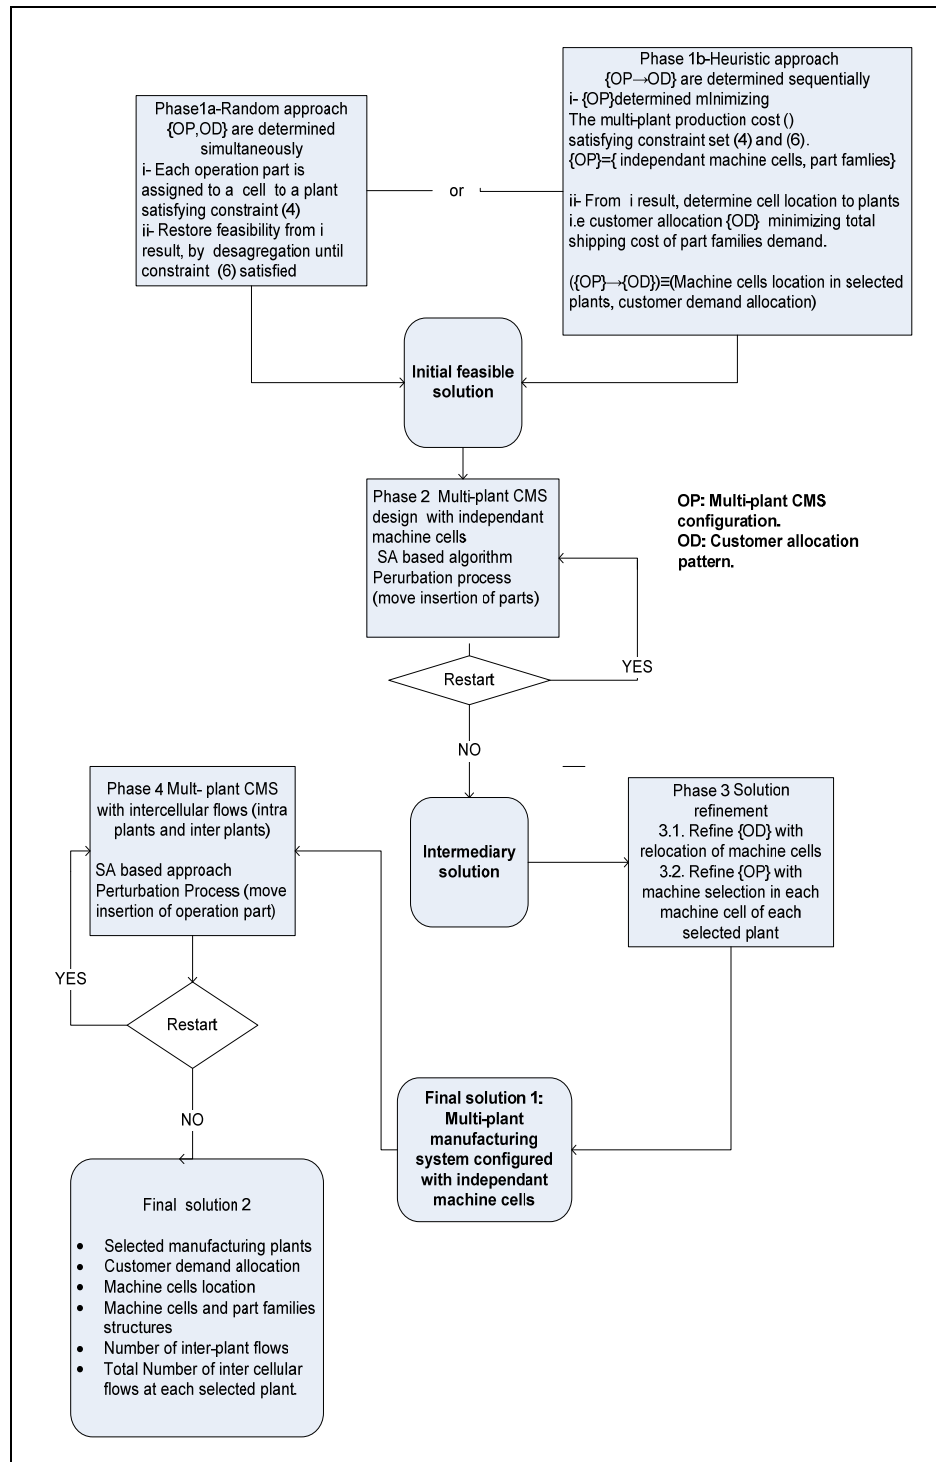 Phase1a-Random approach
{OP,OD} are determined
simultaneously
i- Each operation part is
assigned to a cell to a plant
satisfying constraint (4)
ii- Restore feasibility from i
result, by desagregation until
constraint (6) satisfied
or
Phase 1b-Heuristic approach
{OP→OD} are determined sequentially
i- {OP}determined mInimizing
The multi-plant production cost ()
satisfying constraint set (4) and (6).
{OP}={ independant machine cells, part famlies}
ii- From i result, determine cell location to plants
i.e customer allocation {OD} minimizing total
shipping cost of part families demand.
({OP}→{OD})≡(Machine cells location in selected
plants, customer demand allocation)
Initial feasible
solution
Phase 2 Multi-plant CMS
design with independant
machine cells
SA based algorithm
Perurbation process
(move insertion of parts)
OP: Multi-plant CMS
configuration.
OD: Customer allocation
pattern.
Restart
YES
NO
Intermediary
solution
Phase 3 Solution
refinement
3.1. Refine {OD} with
relocation of machine cells
3.2. Refine {OP} with
machine selection in each
machine cell of each
selected plant
Phase 4 Mult- plant CMS
with intercellular flows (intra
plants and inter plants)
SA based approach
Perturbation Process (move
insertion of operation part)
YES
Restart
NO
Final solution 1:
Multi-plant
manufacturing
system configured
with independant
machine cells
Final solution 2
• Selected manufacturing plants
• Customer demand allocation
• Machine cells location
• Machine cells and part families
structures
• Number of inter-plant flows
• Total Number of inter cellular
flows at each selected plant.